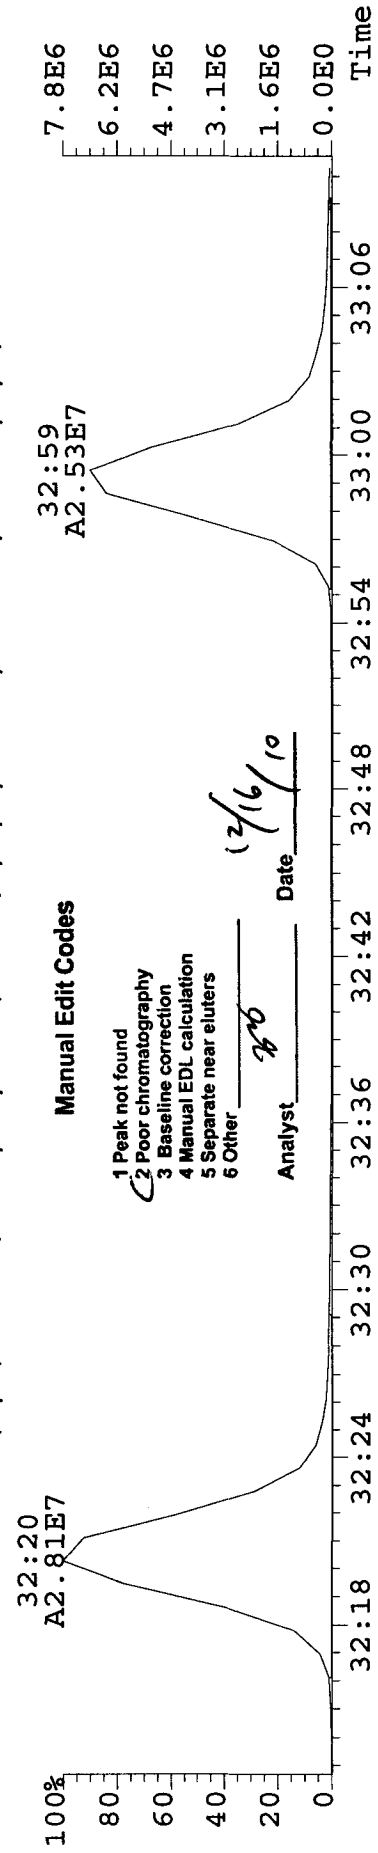 32:20
A2.81E7
32:59
A2.53E7
100%
80
60
40
20
0
7.8E6
6.2E6
4.7E6
3.1E6
1.6E6
0.0E0
Manual Edit Codes
1 Peak not found
2 Poor chromatography
3 Baseline correction
4 Manual EDL calculation
5 Separate near eluters
6 Other
Analyst Date 12/16/10
32:18 32:24 32:30 32:36 32:42 32:48 32:54 33:00 33:06 Time